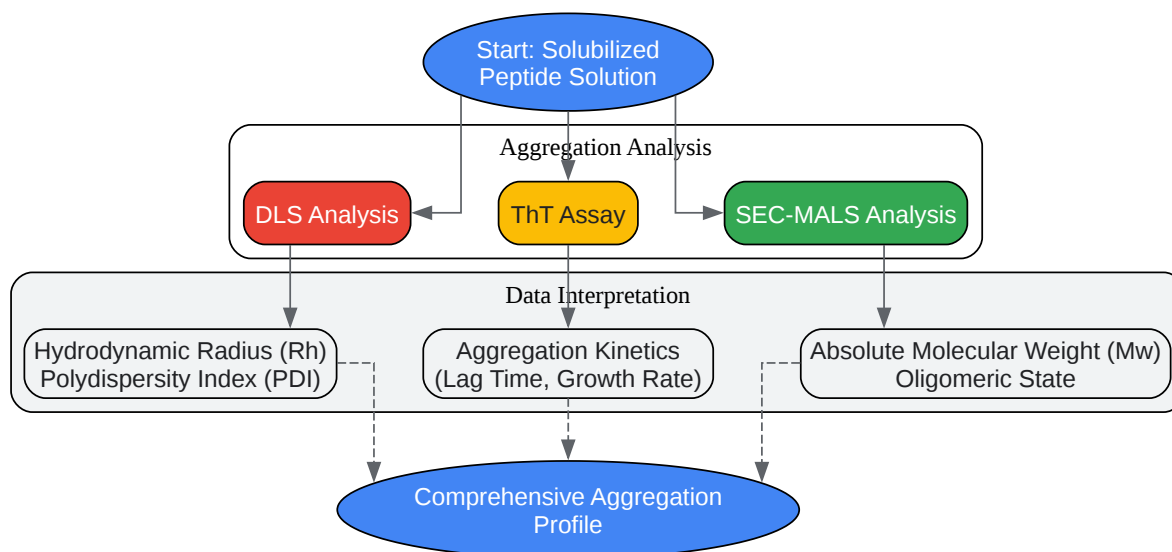 Start: Solubilized
Peptide Solution
Aggregation Analysis
DLS Analysis
ThT Assay
SEC-MALS Analysis
Data Interpretation
Hydrodynamic Radius (Rh)
Polydispersity Index (PDI)
Aggregation Kinetics
(Lag Time, Growth Rate)
Absolute Molecular Weight (Mw)
Oligomeric State
Comprehensive Aggregation
Profile